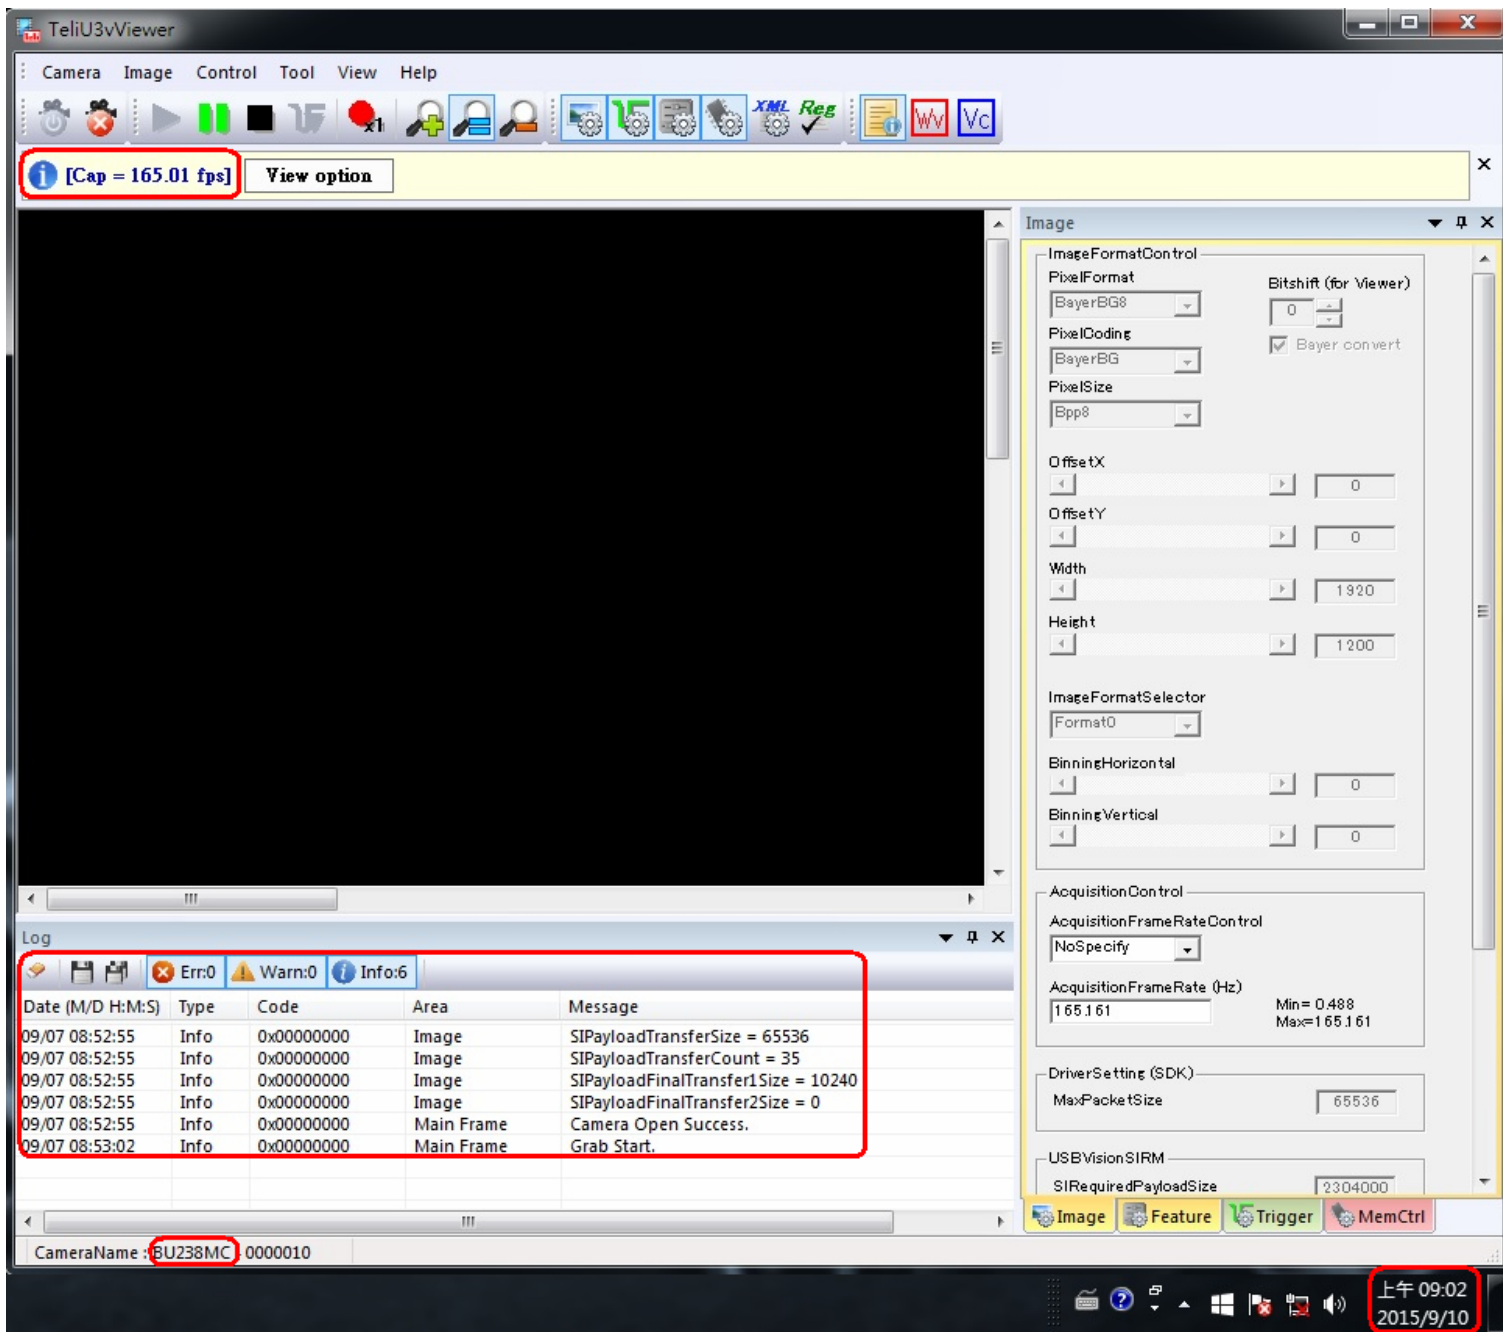 TeliU3vViewer
Camera Image Control Tool View Help
x1 XML Reg Wv Vc
[Cap = 165.01 fps] View option
Image
ImageFormatControl
PixelFormat
Bitshift (for Viewer)
BayerBG8
0
PixelCoding
Bayer convert
BayerBG
PixelSize
Bpp8
OffsetX
0
OffsetY
0
Width
1920
Height
1200
ImageFormatSelector
Format0
BinningHorizontal
0
BinningVertical
0
AcquisitionControl
AcquisitionFrameRateControl
NoSpecify
AcquisitionFrameRate (Hz)
165.161
Min= 0.488
Max=165.161
DriverSetting (SDK)
MaxPacketSize 65536
USBVisionSIRM
SIRequiredPayloadSize 2304000
Image Feature Trigger MemCtrl
Log
Err:0 Warn:0 Info:6
Date (M/D H:M:S) Type Code Area Message
09/07 08:52:55 Info 0x00000000 Image SIPayloadTransferSize = 65536
09/07 08:52:55 Info 0x00000000 Image SIPayloadTransferCount = 35
09/07 08:52:55 Info 0x00000000 Image SIPayloadFinalTransfer1Size = 10240
09/07 08:52:55 Info 0x00000000 Image SIPayloadFinalTransfer2Size = 0
09/07 08:52:55 Info 0x00000000 Main Frame Camera Open Success.
09/07 08:53:02 Info 0x00000000 Main Frame Grab Start.
CameraName : BU238MC 0000010
上午 09:02
2015/9/10